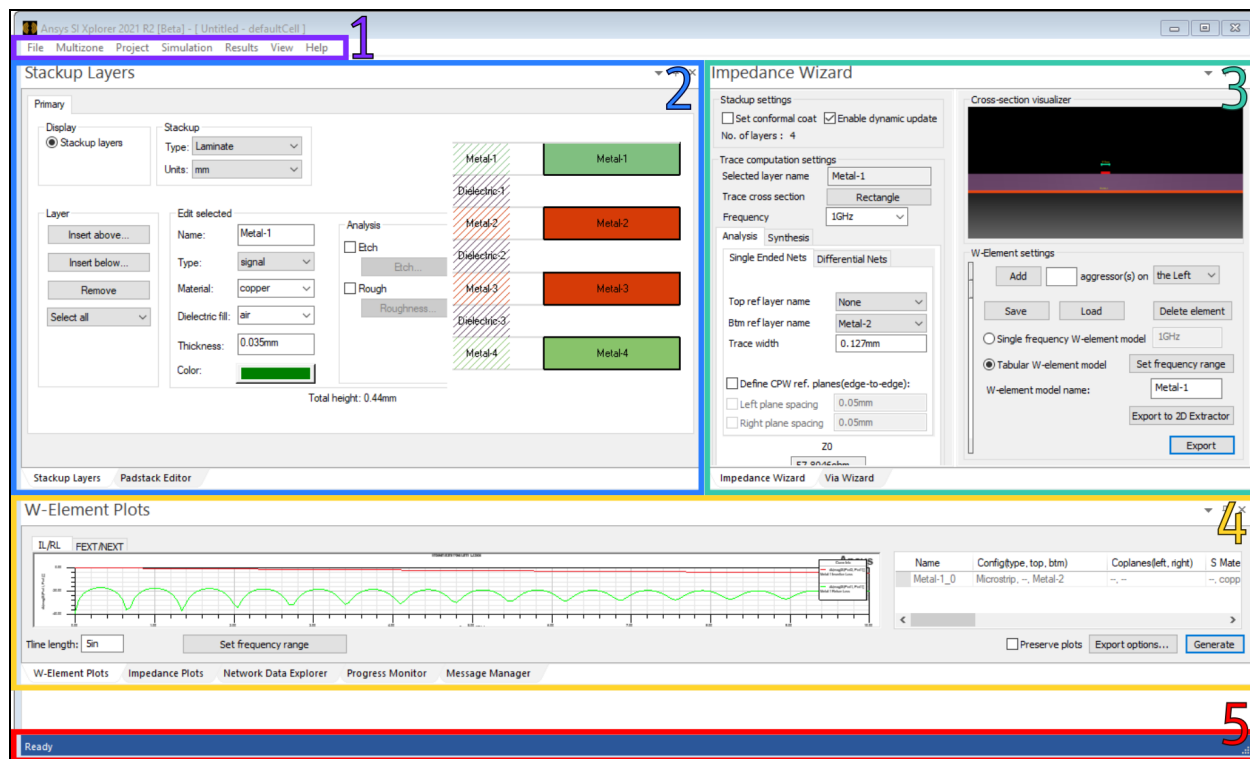 Ansys SI Xplorer 2021 R2 [Beta] - [ Untitled - defaultCell ]
File Multizone Project Simulation Results View Help
1
Stackup Layers
2
Primary
Display
Stackup layers
Stackup
Type: Laminate
Units: mm
Layer
Insert above...
Insert below...
Remove
Select all
Edit selected
Name: Metal-1
Type: signal
Material: copper
Dielectric fill: air
Thickness: 0.035mm
Color:
Analysis
Etch
Etch...
Rough
Roughness...
Total height: 0.44mm
Metal-1 Metal-1
Dielectric-1
Metal-2 Metal-2
Dielectric-2
Metal-3 Metal-3
Dielectric-3
Metal-4 Metal-4
Stackup Layers Padstack Editor
Impedance Wizard
3
Stackup settings
Set conformal coat Enable dynamic update
No. of layers : 4
Trace computation settings
Selected layer name Metal-1
Trace cross section Rectangle
Frequency 1GHz
Analysis Synthesis
Single Ended Nets Differential Nets
Top ref layer name None
Btm ref layer name Metal-2
Trace width 0.127mm
Define CPW ref. planes(edge-to-edge):
Left plane spacing 0.05mm
Right plane spacing 0.05mm
Z0
Cross-section visualizer
W-Element settings
Add aggressor(s) on the Left
Save Load Delete element
Single frequency W-element model 1GHz
Tabular W-element model Set frequency range
W-element model name: Metal-1
Export to 2D Extractor
Export
Impedance Wizard Via Wizard
W-Element Plots
4
IL/RL FEXT/NEXT
Ansys
Name Config(type, top, btm) Coplanes(left, right) S Mate
Metal-1_0 Microstrip, --, Metal-2 --, -- --, copp
Tline length: 5in Set frequency range
Preserve plots Export options... Generate
W-Element Plots Impedance Plots Network Data Explorer Progress Monitor Message Manager
5
Ready